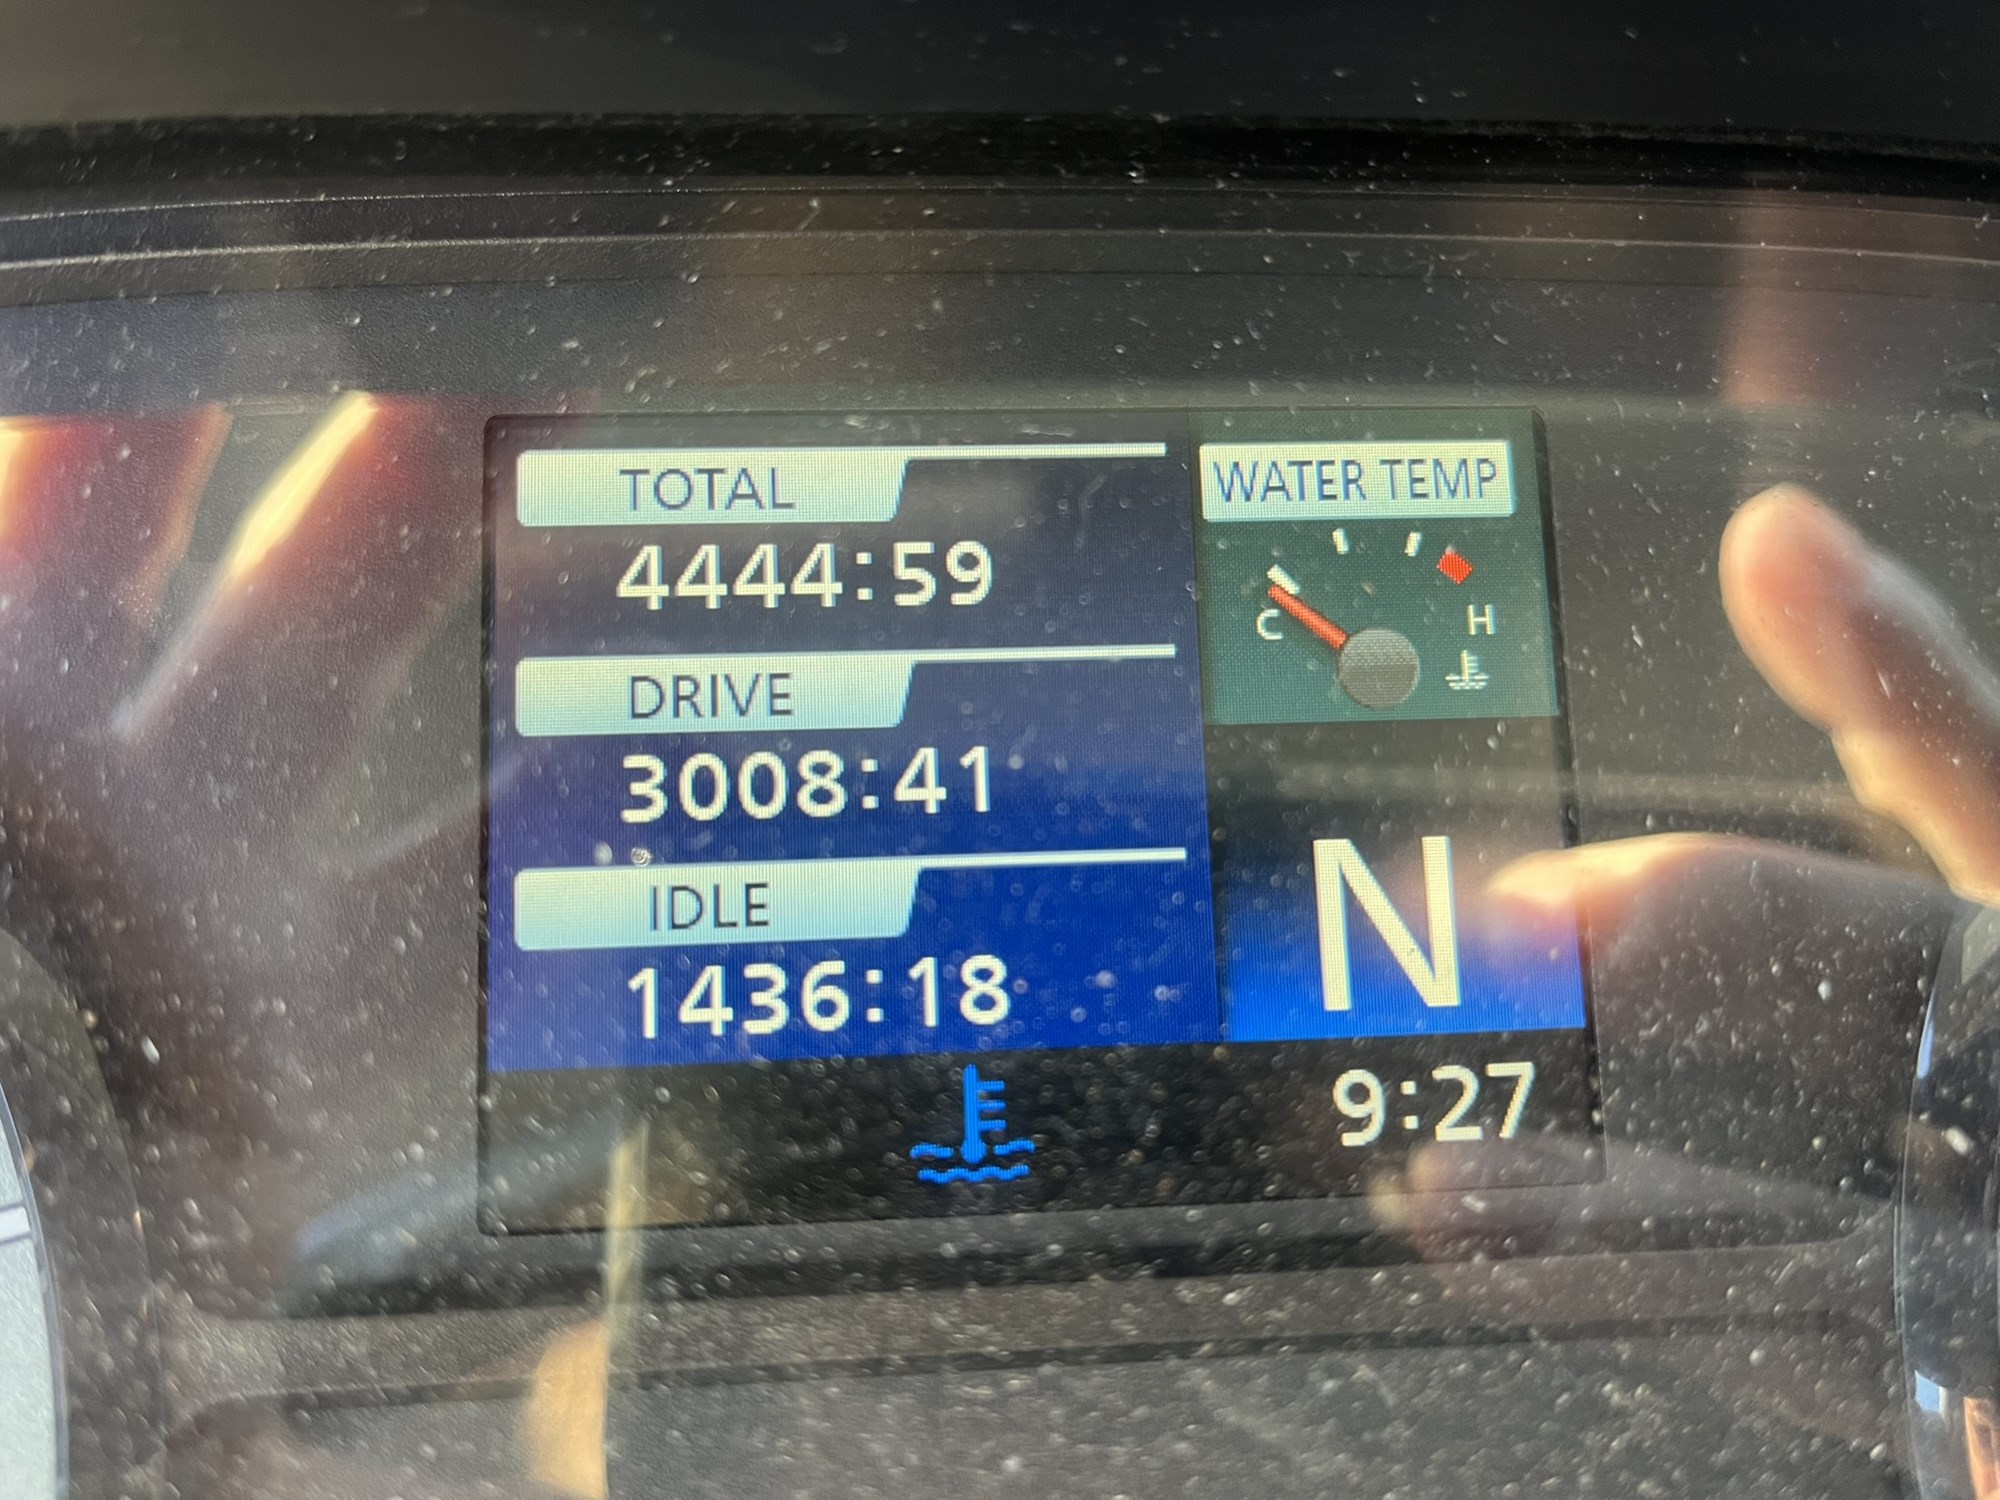 TOTAL
4444:59
DRIVE
3008:41
IDLE
1436:18
WATER TEMP
C
H
N
9:27